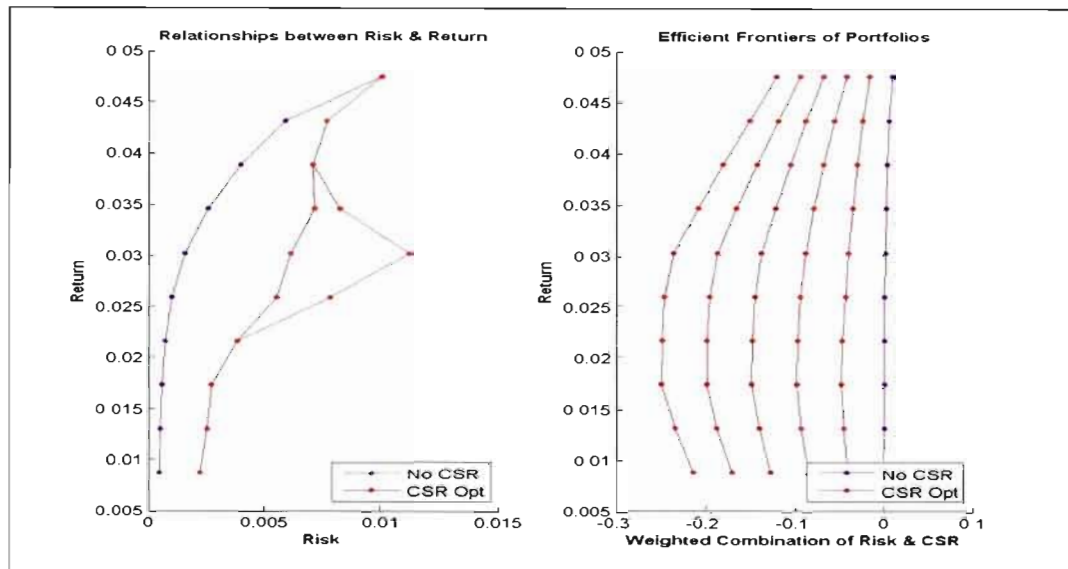 Relationships between Risk & Return
0 05
0.045
0.04
0.035
0.03
0.025
0.02
0 015
0 01
0.005
0
0.005
0.01
0.015
Return
Risk
No CSR
CSR Opt
Efficient Frontiers of Portfolios
0 05
0.045
0.04
0.035
0.03
0.025
0.02
0.015
0 01
0.005
-0.3
-0.2
-0.1
0
0.1
Return
Weighted Combination of Risk & CSR
No CSR
CSR Opt